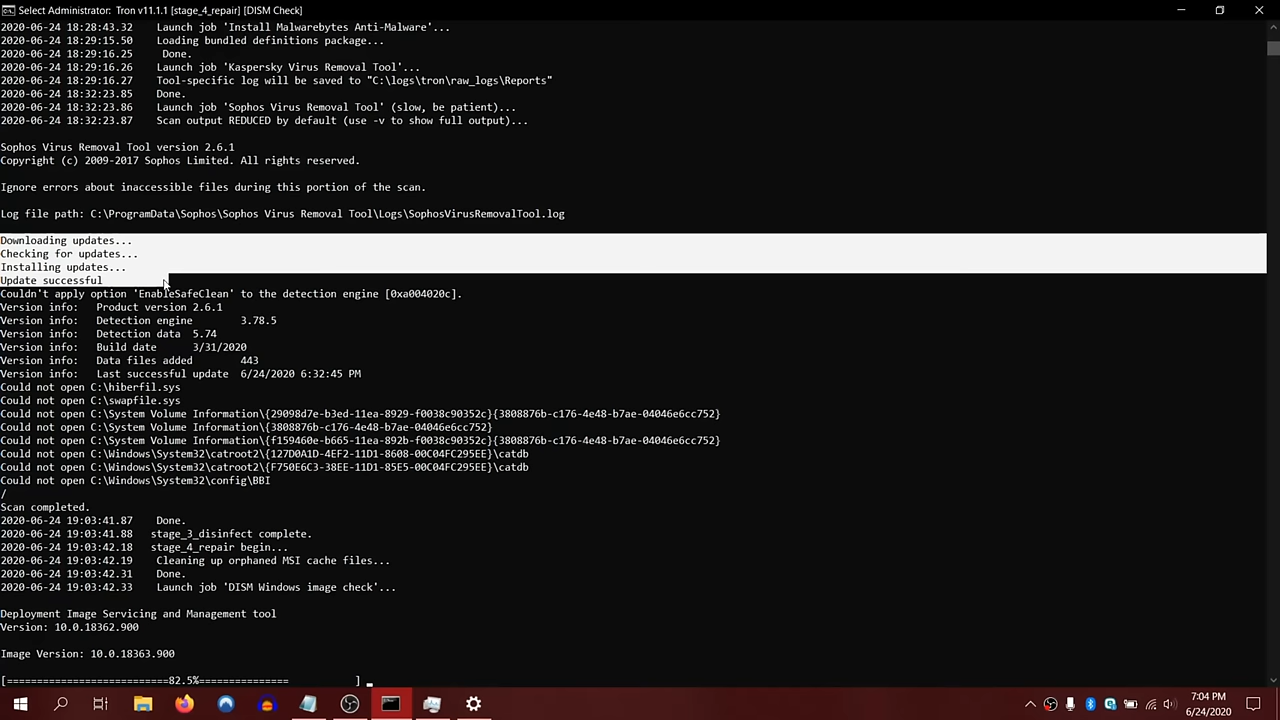 Select Administrator: Tron v11.1.1 [stage_4_repair] [DISM Check]
2020-06-24 18:28:43.32 Launch job 'Install Malwarebytes Anti-Malware'...
2020-06-24 18:29:15.50 Loading bundled definitions package...
2020-06-24 18:29:16.25 Done.
2020-06-24 18:29:16.26 Launch job 'Kaspersky Virus Removal Tool'...
2020-06-24 18:29:16.27 Tool-specific log will be saved to "C:\logs\tron\raw_logs\Reports"
2020-06-24 18:32:23.85 Done.
2020-06-24 18:32:23.86 Launch job 'Sophos Virus Removal Tool' (slow, be patient)...
2020-06-24 18:32:23.87 Scan output REDUCED by default (use -v to show full output)...
Sophos Virus Removal Tool version 2.6.1
Copyright (c) 2009-2017 Sophos Limited. All rights reserved.
Ignore errors about inaccessible files during this portion of the scan.
Log file path: C:\ProgramData\Sophos\Sophos Virus Removal Tool\Logs\SophosVirusRemovalTool.log
Downloading updates...
Checking for updates...
Installing updates...
Update successful
Couldn't apply option 'EnableSafeClean' to the detection engine [0xa004020c].
Version info: Product version 2.6.1
Version info: Detection engine 3.78.5
Version info: Detection data 5.74
Version info: Build date 3/31/2020
Version info: Data files added 443
Version info: Last successful update 6/24/2020 6:32:45 PM
Could not open C:\hiberfil.sys
Could not open C:\swapfile.sys
Could not open C:\System Volume Information\{29098d7e-b3ed-11ea-8929-f0038c90352c}{3808876b-c176-4e48-b7ae-04046e6cc752}
Could not open C:\System Volume Information\{3808876b-c176-4e48-b7ae-04046e6cc752}
Could not open C:\System Volume Information\{f159460e-b665-11ea-892b-f0038c90352c}{3808876b-c176-4e48-b7ae-04046e6cc752}
Could not open C:\Windows\System32\catroot2\{127D0A1D-4EF2-11D1-8608-00C04FC295EE}\catdb
Could not open C:\Windows\System32\catroot2\{F750E6C3-38EE-11D1-85E5-00C04FC295EE}\catdb
Could not open C:\Windows\System32\config\BBI
/
Scan completed.
2020-06-24 19:03:41.87 Done.
2020-06-24 19:03:41.88 stage_3_disinfect complete.
2020-06-24 19:03:42.18 stage_4_repair begin...
2020-06-24 19:03:42.19 Cleaning up orphaned MSI cache files...
2020-06-24 19:03:42.31 Done.
2020-06-24 19:03:42.33 Launch job 'DISM Windows image check'...
Deployment Image Servicing and Management tool
Version: 10.0.18362.900
Image Version: 10.0.18363.900
[===========================82.5%=============== ]
7:04 PM
6/24/2020